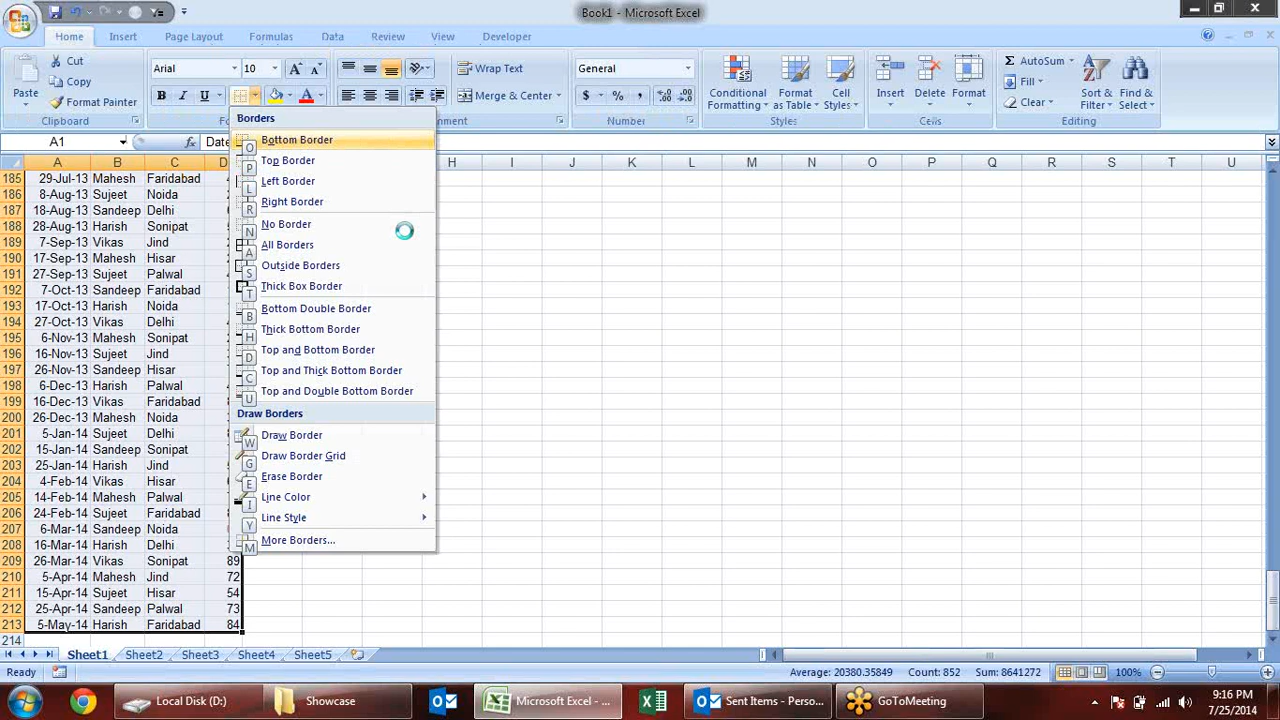 Book1 - Microsoft Excel
Home Insert Page Layout Formulas Data Review View Developer
Paste Cut Copy Format Painter Clipboard
Arial 10 B I U A A A
Wrap Text Merge & Center
General $ % , Number
Conditional Formatting Format as Table Cell Styles Styles
Insert Delete Format Cells
AutoSum Fill Clear Sort & Filter Find & Select Editing
A1 Date
A B C D H I J K L M N O P Q R S T U
Borders
O Bottom Border
P Top Border
L Left Border
R Right Border
N No Border
A All Borders
S Outside Borders
T Thick Box Border
B Bottom Double Border
H Thick Bottom Border
D Top and Bottom Border
C Top and Thick Bottom Border
U Top and Double Bottom Border
Draw Borders
W Draw Border
G Draw Border Grid
E Erase Border
I Line Color
Y Line Style
M More Borders...
185 29-Jul-13 Mahesh Faridabad
186 8-Aug-13 Sujeet Noida
187 18-Aug-13 Sandeep Delhi
188 28-Aug-13 Harish Sonipat
189 7-Sep-13 Vikas Jind
190 17-Sep-13 Mahesh Hisar
191 27-Sep-13 Sujeet Palwal
192 7-Oct-13 Sandeep Faridabad
193 17-Oct-13 Harish Noida
194 27-Oct-13 Vikas Delhi
195 6-Nov-13 Mahesh Sonipat
196 16-Nov-13 Sujeet Jind
197 26-Nov-13 Sandeep Hisar
198 6-Dec-13 Harish Palwal
199 16-Dec-13 Vikas Faridabad
200 26-Dec-13 Mahesh Noida
201 5-Jan-14 Sujeet Delhi
202 15-Jan-14 Sandeep Sonipat
203 25-Jan-14 Harish Jind
204 4-Feb-14 Vikas Hisar
205 14-Feb-14 Mahesh Palwal
206 24-Feb-14 Sujeet Faridabad
207 6-Mar-14 Sandeep Noida
208 16-Mar-14 Harish Delhi
209 26-Mar-14 Vikas Sonipat 89
210 5-Apr-14 Mahesh Jind 72
211 15-Apr-14 Sujeet Hisar 54
212 25-Apr-14 Sandeep Palwal 73
213 5-May-14 Harish Faridabad 84
214
Sheet1 Sheet2 Sheet3 Sheet4 Sheet5
Ready Average: 20380.35849 Count: 852 Sum: 8641272 100%
Local Disk (D:) Showcase Microsoft Excel - ... Sent Items - Perso... GoToMeeting
9:16 PM
7/25/2014